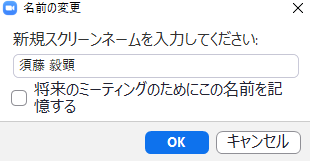 名前の変更
新規スクリーンネームを入力してください:
須藤 毅顕
将来のミーティングのためにこの名前を記
憶する
OK
キャンセル